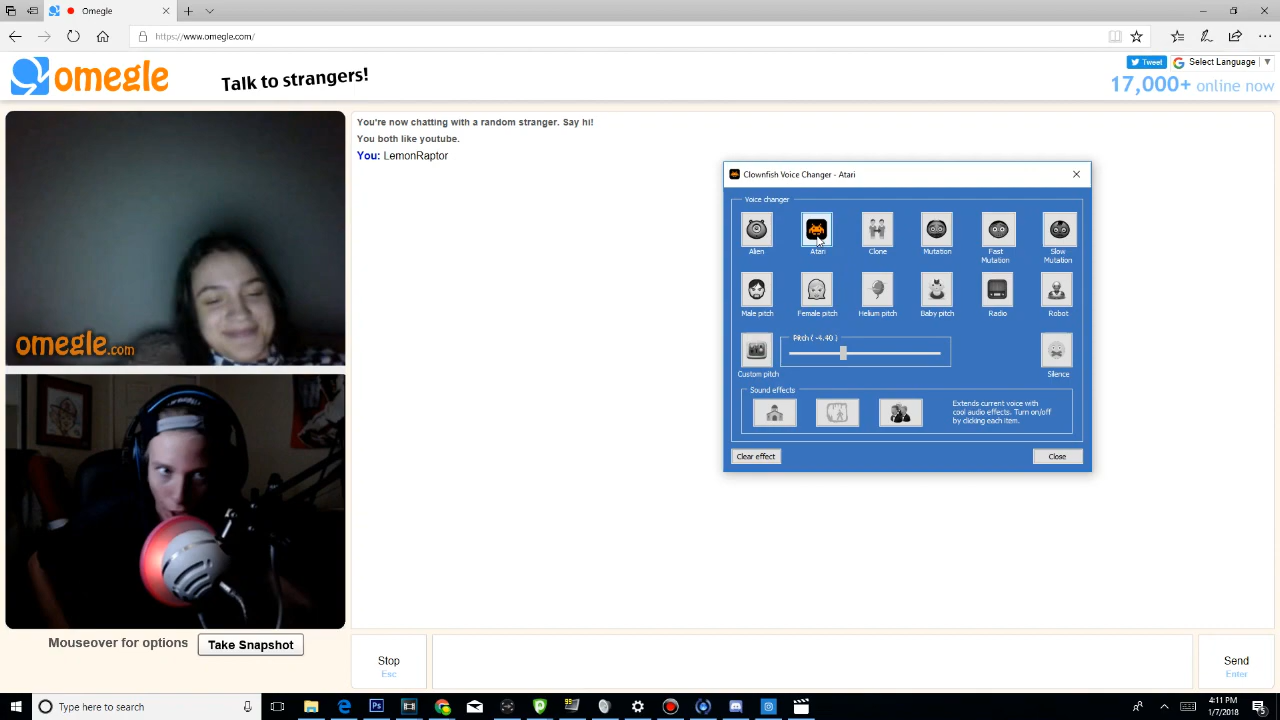 Omegle
https://www.omegle.com/
omegle
Talk to strangers!
Tweet
Select Language
17,000+ online now
You're now chatting with a random stranger. Say hi!
You both like youtube.
You: LemonRaptor
omegle.com
Clownfish Voice Changer - Atari
Voice changer
Alien
Atari
Clone
Mutation
Fast
Mutation
Slow
Mutation
Male pitch
Female pitch
Helium pitch
Baby pitch
Radio
Robot
Custom pitch
Pitch ( -4.40 )
Silence
Sound effects
Extends current voice with
cool audio effects. Turn on/off
by clicking each item.
Clear effect
Close
Mouseover for options
Take Snapshot
Stop
Esc
Send
Enter
Type here to search
4:11 PM
1/7/2018